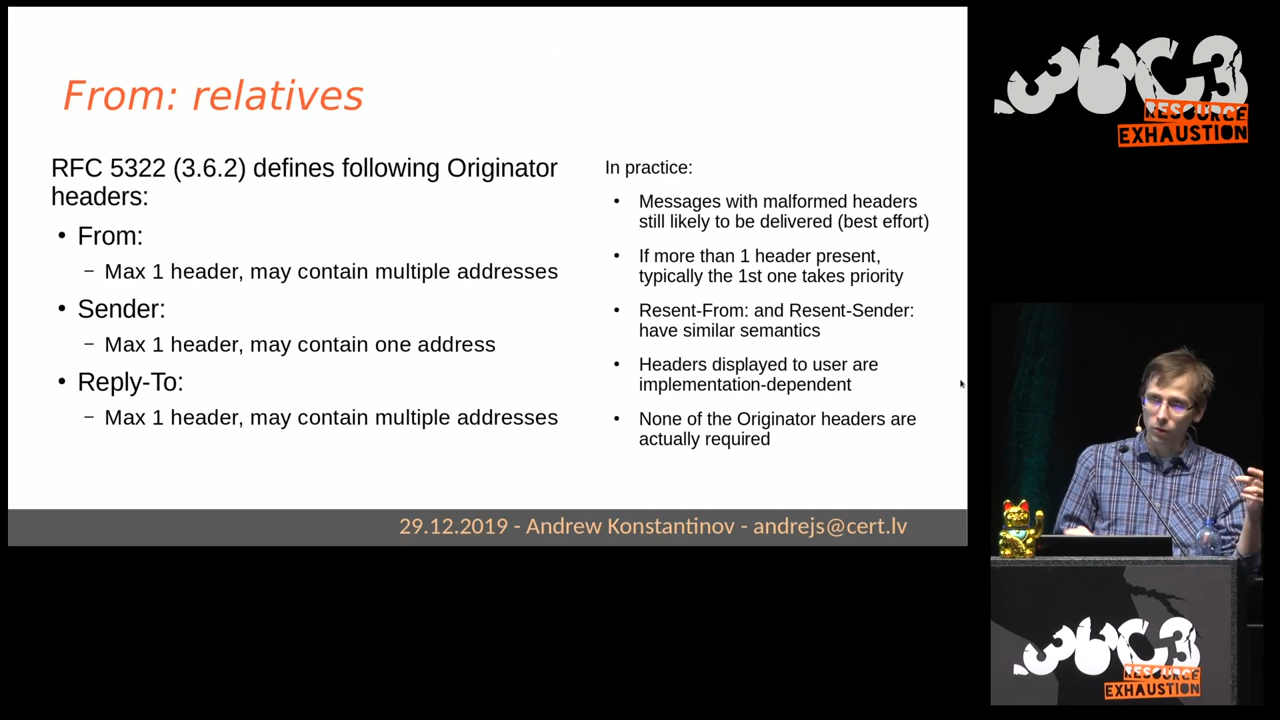 From: relatives
RFC 5322 (3.6.2) defines following Originator
headers:
• From:
– Max 1 header, may contain multiple addresses
• Sender:
– Max 1 header, may contain one address
• Reply-To:
– Max 1 header, may contain multiple addresses
In practice:
• Messages with malformed headers
still likely to be delivered (best effort)
• If more than 1 header present,
typically the 1st one takes priority
• Resent-From: and Resent-Sender:
have similar semantics
• Headers displayed to user are
implementation-dependent
• None of the Originator headers are
actually required
29.12.2019 - Andrew Konstantinov - andrejs@cert.lv
36C3
RESOURCE
EXHAUSTION
36C3
RESOURCE
EXHAUSTION